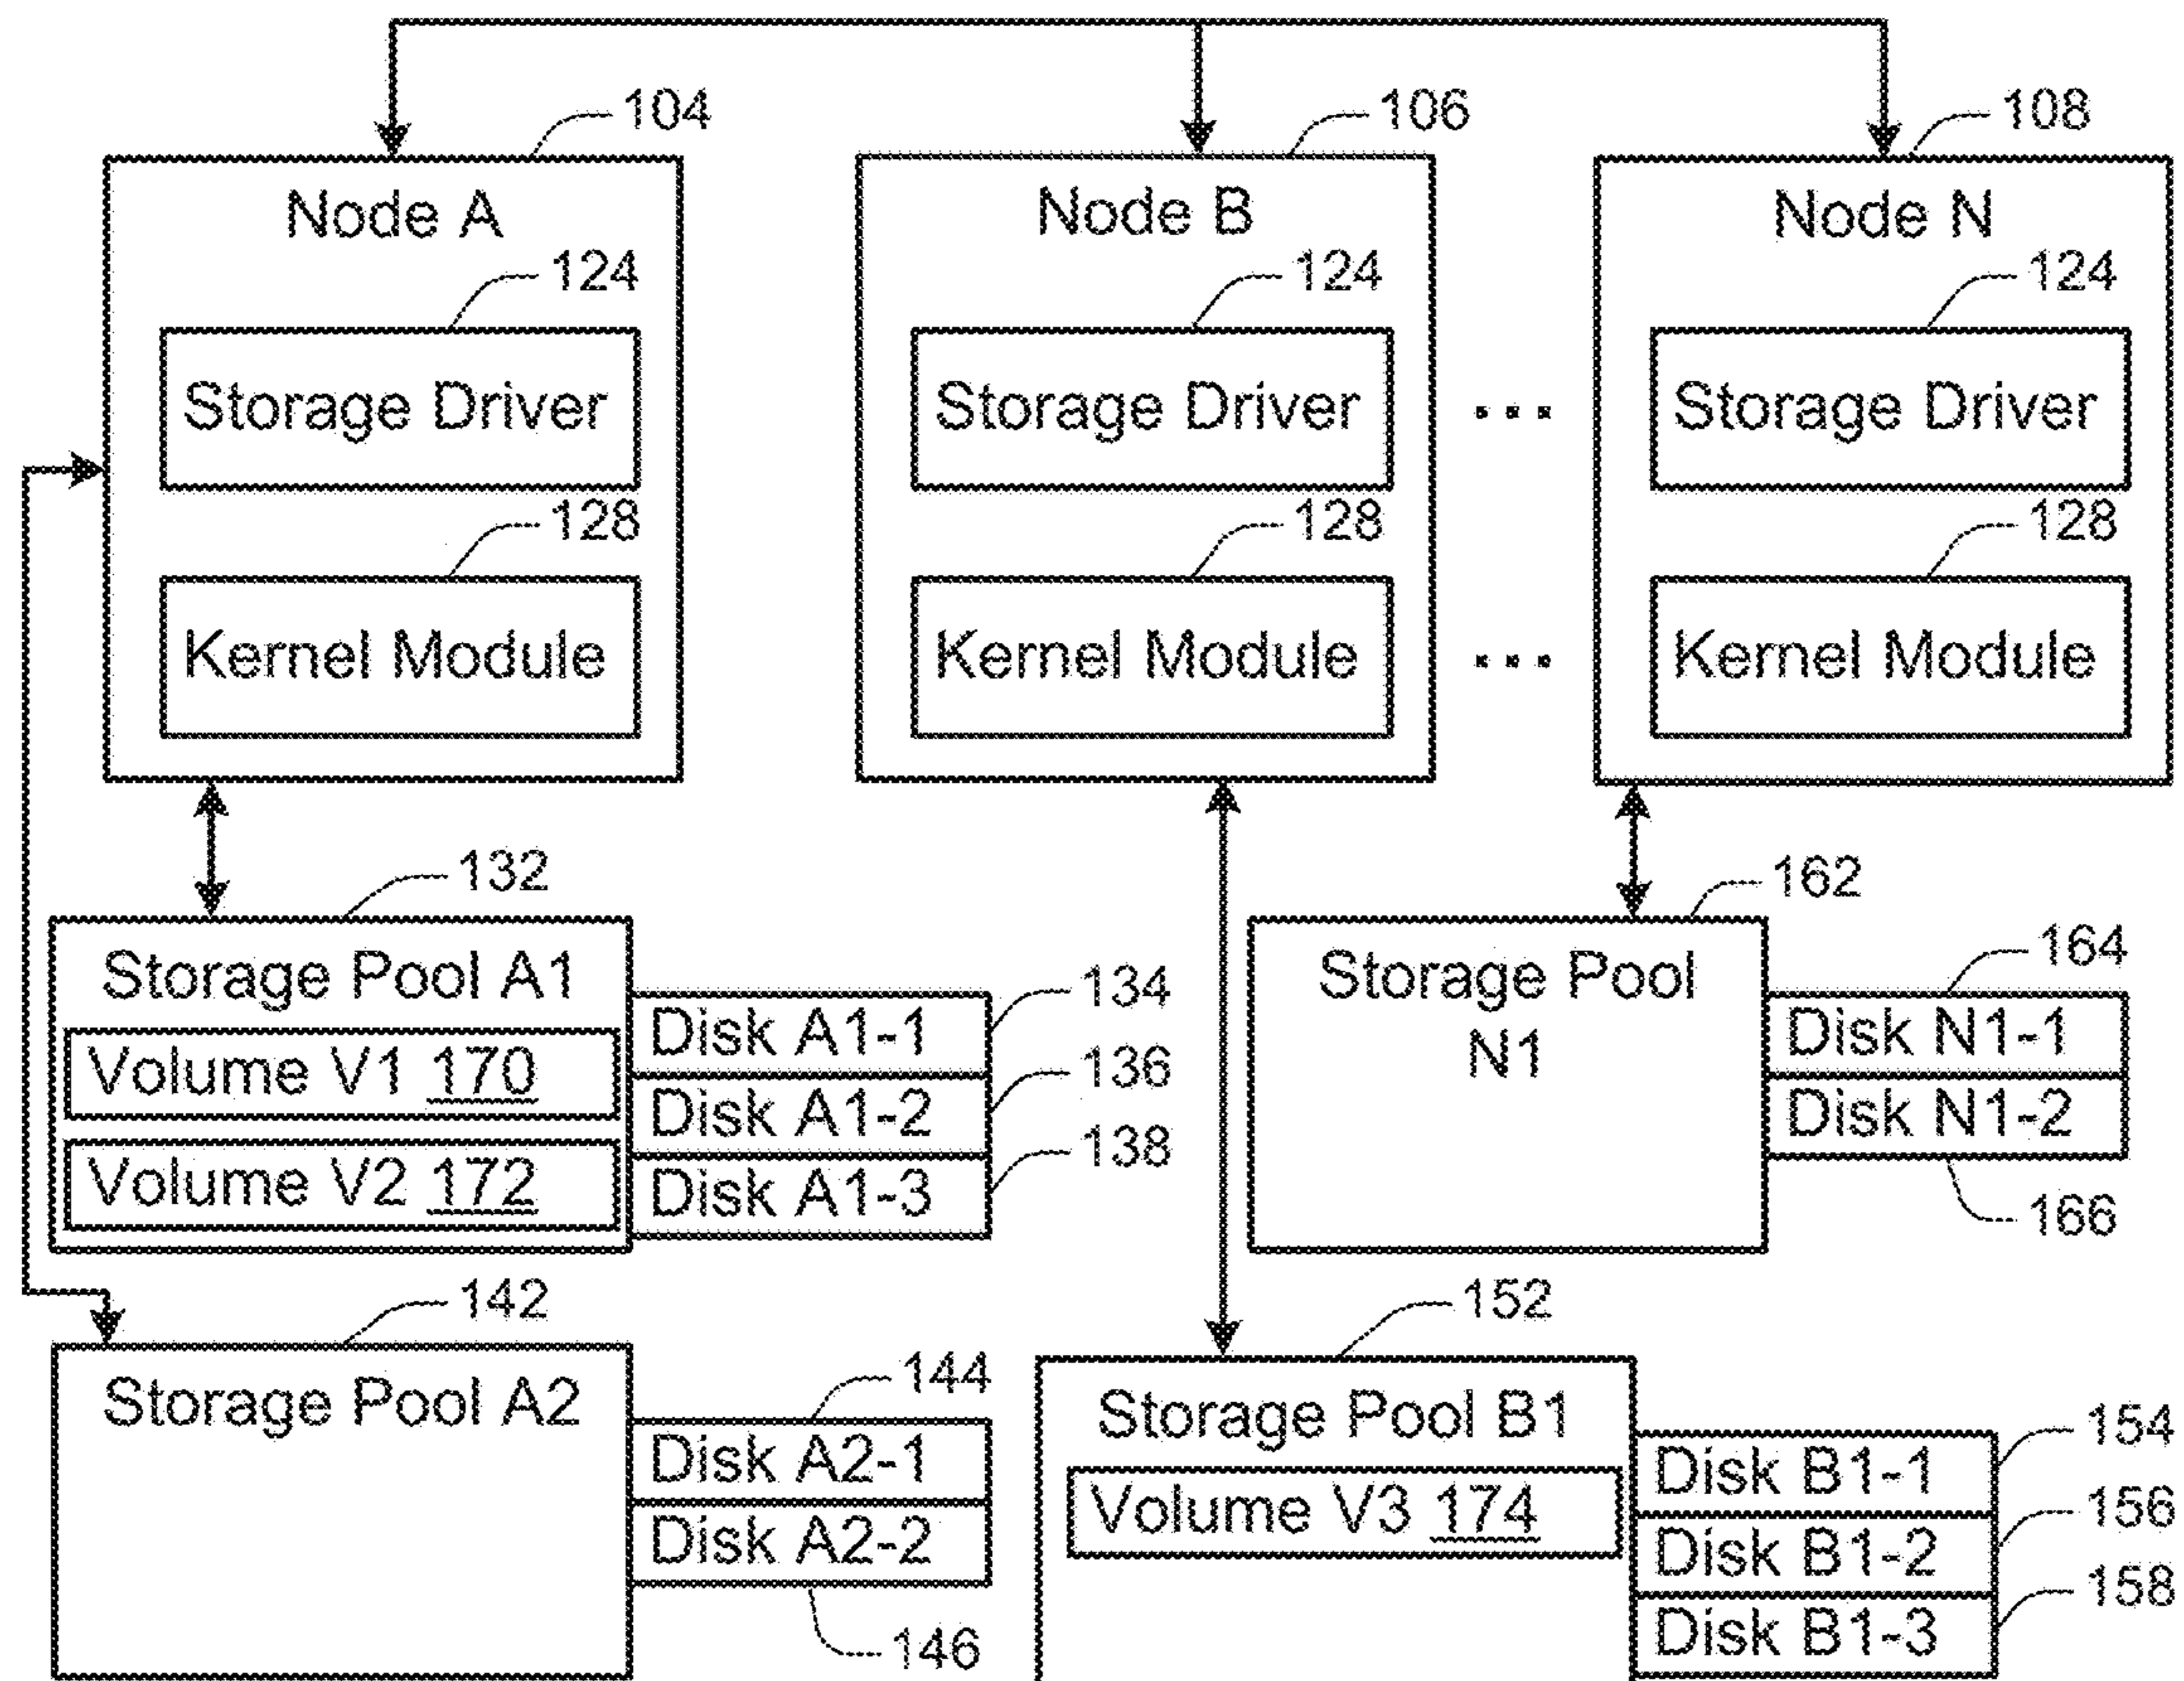 104
106
108
Node A
Node B
Node N
124
124
124
Storage Driver
Storage Driver
...
Storage Driver
128
128
128
Kernel Module
Kernel Module
...
Kernel Module
132
162
Storage Pool A1
Volume V1 170
Volume V2 172
Disk A1-1
Disk A1-2
Disk A1-3
134
136
138
Storage Pool
N1
164
Disk N1-1
Disk N1-2
166
142
Storage Pool A2
144
Disk A2-1
Disk A2-2
146
152
Storage Pool B1
Volume V3 174
Disk B1-1
Disk B1-2
Disk B1-3
154
156
158